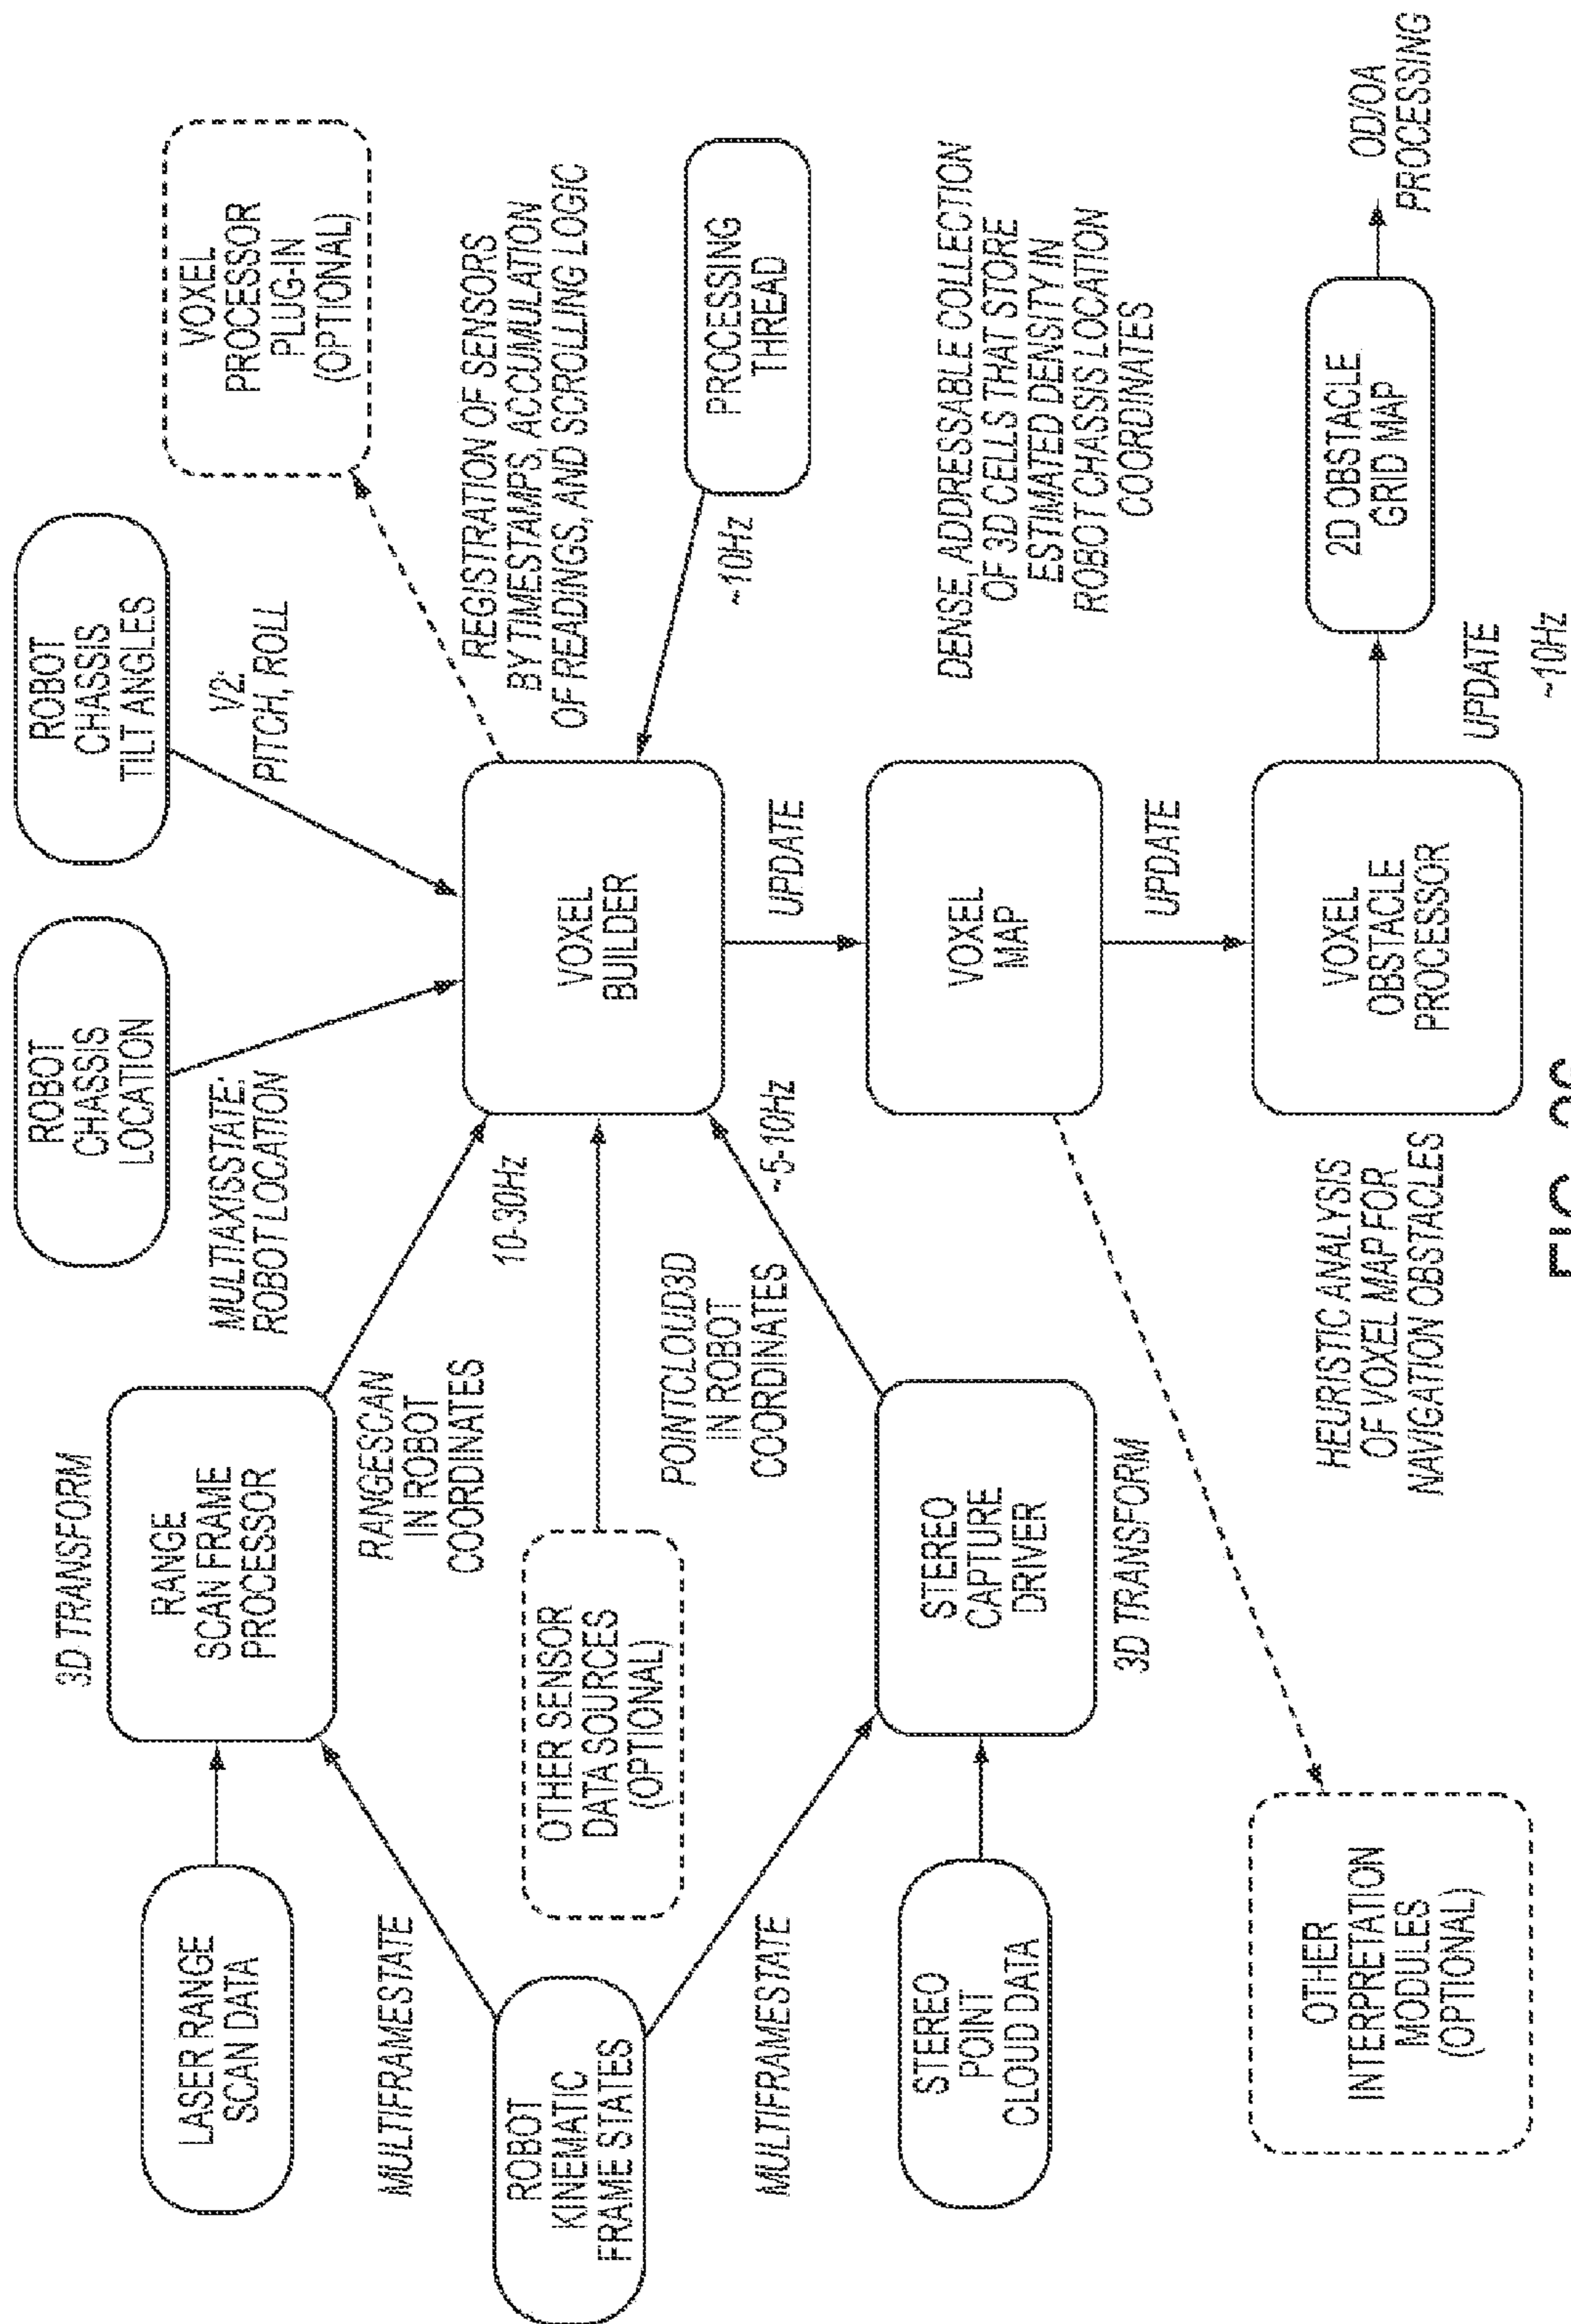 ROBOT
CHASSIS
LOCATION
ROBOT
CHASSIS
TILT ANGLES
VOXEL
PROCESSOR
PLUG-IN
(OPTIONAL)
3D TRANSFORM
LASER RANGE
SCAN DATA
RANGE
SCAN FRAME
PROCESSOR
MULTIAXISSTATE:
ROBOT LOCATION
V2:
PITCH, ROLL
MULTIFRAMESTATE
RANGESCAN
IN ROBOT
COORDINATES
10-30Hz
REGISTRATION OF SENSORS
BY TIMESTAMPS, ACCUMULATION
OF READINGS, AND SCROLLING LOGIC
ROBOT
KINEMATIC
FRAME STATES
OTHER SENSOR
DATA SOURCES
(OPTIONAL)
VOXEL
BUILDER
PROCESSING
THREAD
~10Hz
POINTCLOUD3D
IN ROBOT
COORDINATES
~5-10Hz
UPDATE
MULTIFRAMESTATE
STEREO
POINT
CLOUD DATA
STEREO
CAPTURE
DRIVER
3D TRANSFORM
VOXEL
MAP
DENSE, ADDRESSABLE COLLECTION
OF 3D CELLS THAT STORE
ESTIMATED DENSITY IN
ROBOT CHASSIS LOCATION
COORDINATES
UPDATE
OTHER
INTERPRETATION
MODULES
(OPTIONAL)
HEURISTIC ANALYSIS
OF VOXEL MAP FOR
NAVIGATION OBSTACLES
VOXEL
OBSTACLE
PROCESSOR
2D OBSTACLE
GRID MAP
OD/OA
PROCESSING
UPDATE
~10Hz